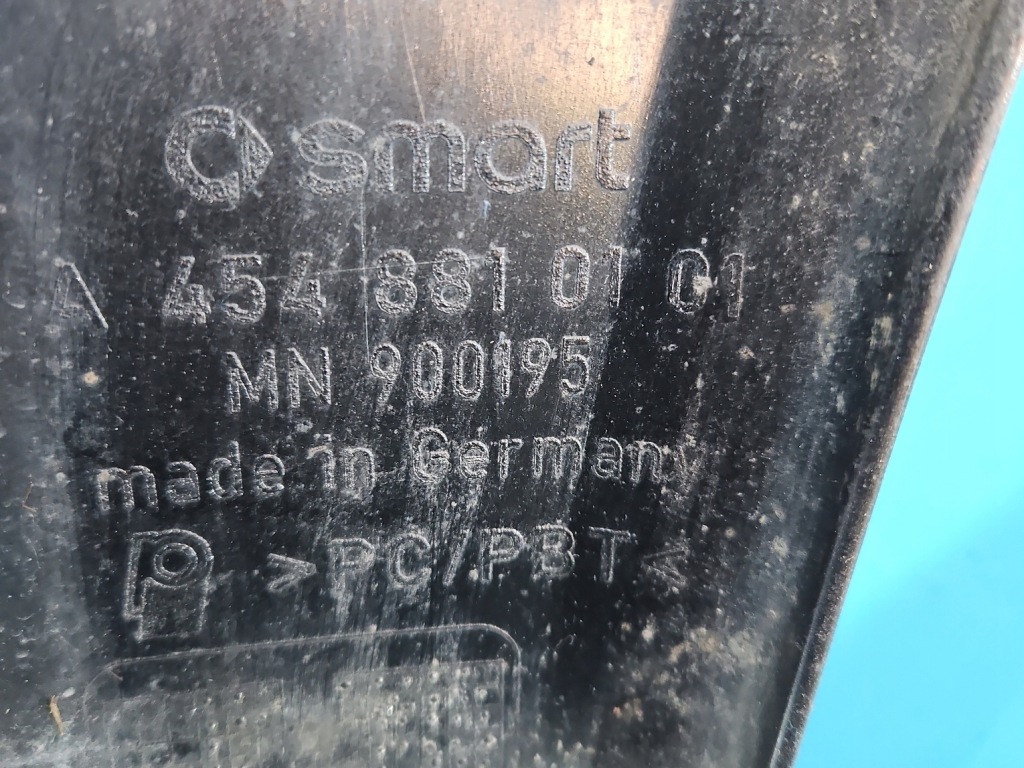 smart
A 454 881 01 01
MN 900195
made in Germany
>PC/PBT<